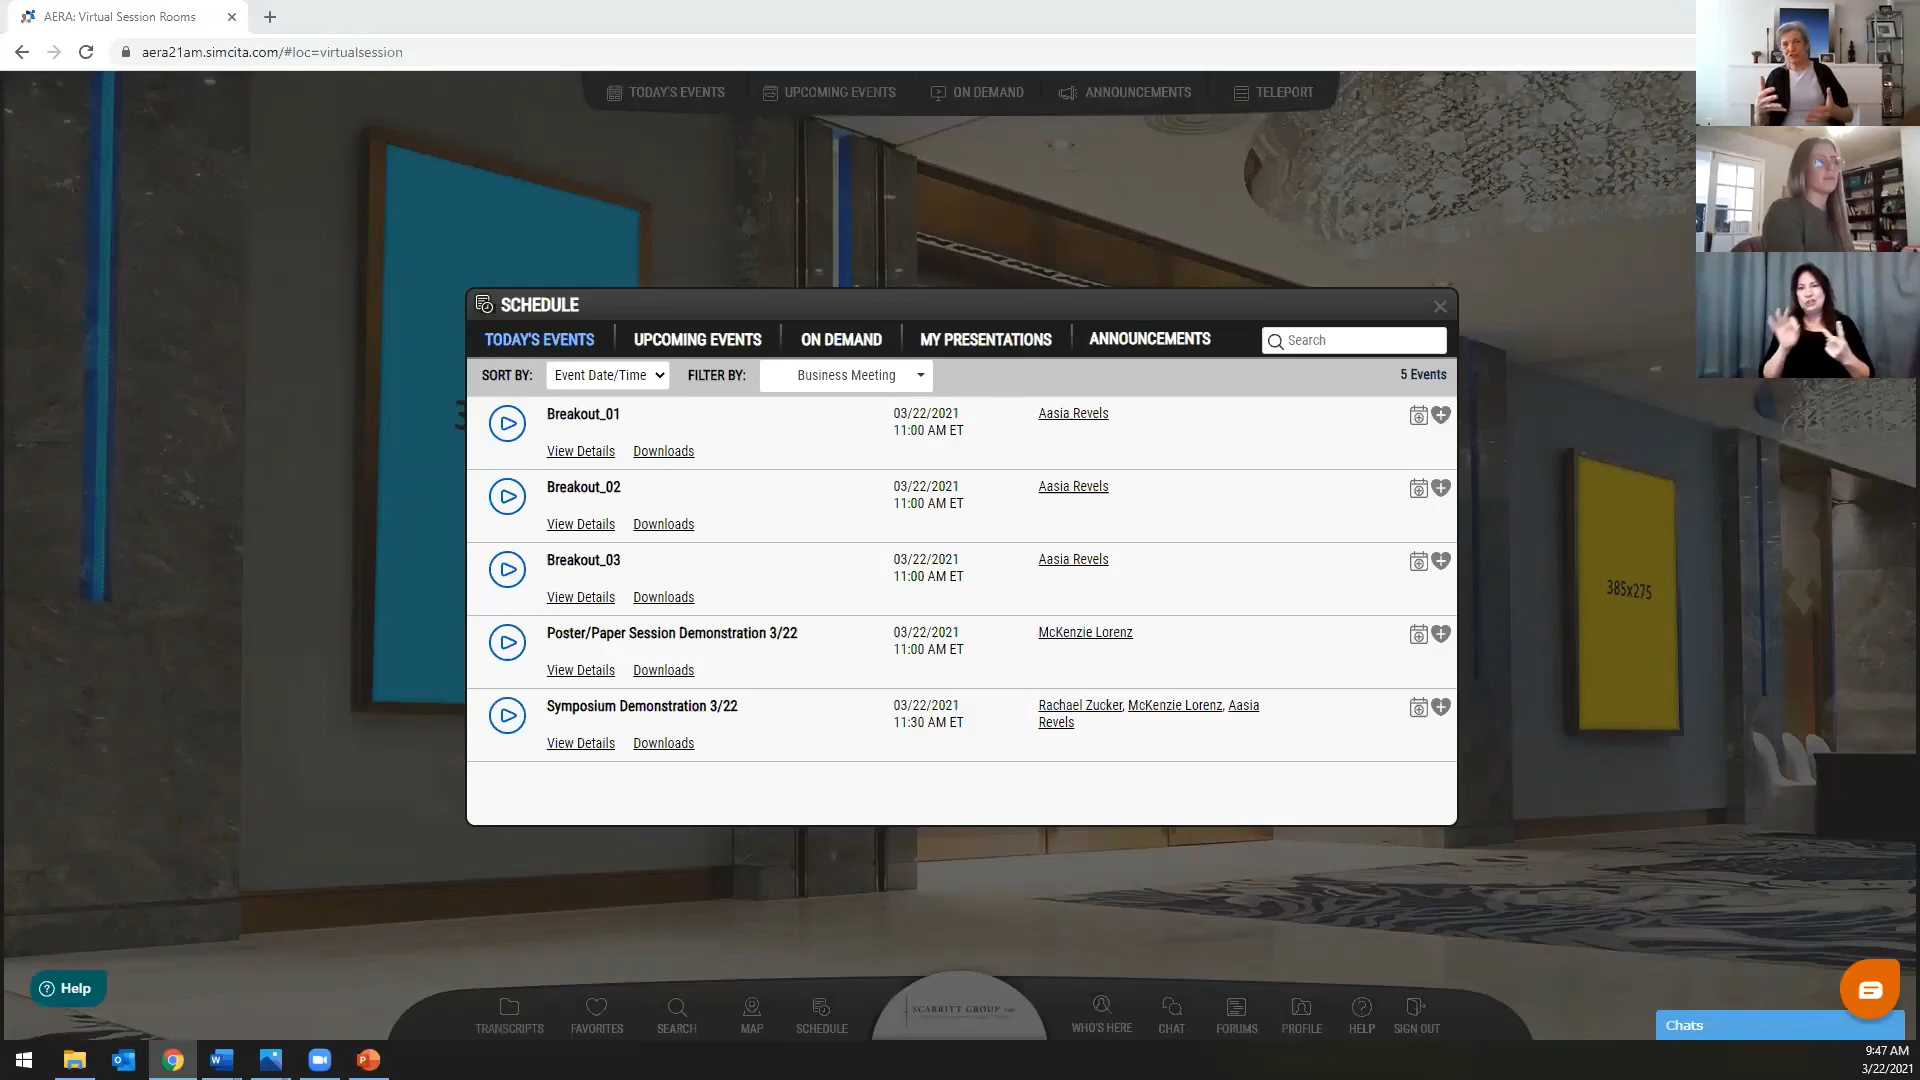 AERA: Virtual Session Rooms
aera21am.simcita.com/#loc=virtualsession
TODAY'S EVENTS
UPCOMING EVENTS
ON DEMAND
ANNOUNCEMENTS
TELEPORT
SCHEDULE
TODAY'S EVENTS
UPCOMING EVENTS
ON DEMAND
MY PRESENTATIONS
ANNOUNCEMENTS
Search
SORT BY:
Event Date/Time
FILTER BY:
Business Meeting
5 Events
Breakout_01
03/22/2021
11:00 AM ET
Aasia Revels
View Details
Downloads
Breakout_02
03/22/2021
11:00 AM ET
Aasia Revels
View Details
Downloads
Breakout_03
03/22/2021
11:00 AM ET
Aasia Revels
View Details
Downloads
Poster/Paper Session Demonstration 3/22
03/22/2021
11:00 AM ET
McKenzie Lorenz
View Details
Downloads
Symposium Demonstration 3/22
03/22/2021
11:30 AM ET
Rachael Zucker, McKenzie Lorenz, Aasia
Revels
View Details
Downloads
385x275
Help
TRANSCRIPTS
FAVORITES
SEARCH
MAP
SCHEDULE
SCARRITT GROUP
WHO'S HERE
CHAT
FORUMS
PROFILE
HELP
SIGN OUT
Chats
9:47 AM
3/22/2021